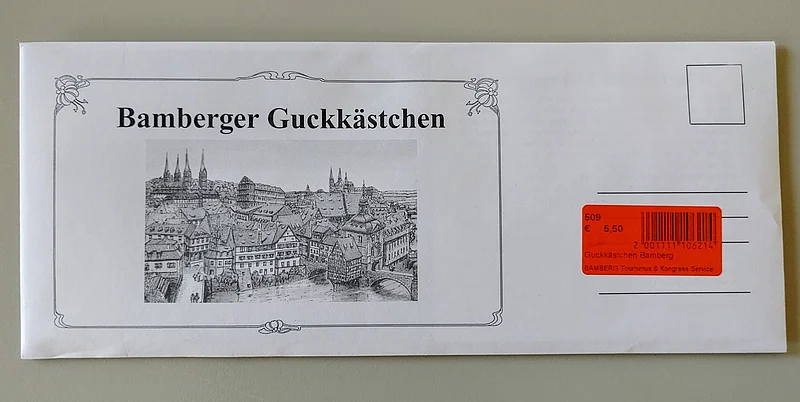 Bamberger Guckkästchen
509
€ 5,50
2 001111 106214
Guckkästchen Bamberg
BAMBERG Tourismus & Kongress Service